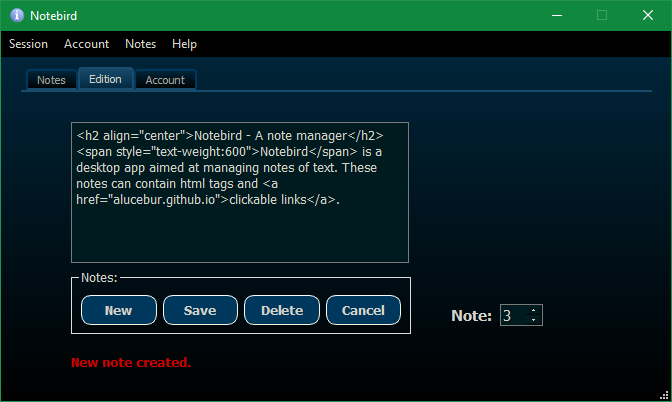 Notebird
Session Account Notes Help
Notes Edition Account
<h2 align="center">Notebird - A note manager</h2>
<span style="text-weight:600">Notebird</span> is a
desktop app aimed at managing notes of text. These
notes can contain html tags and <a
href="alucebur.github.io">clickable links</a>.
Notes:
New Save Delete Cancel
Note: 3
New note created.